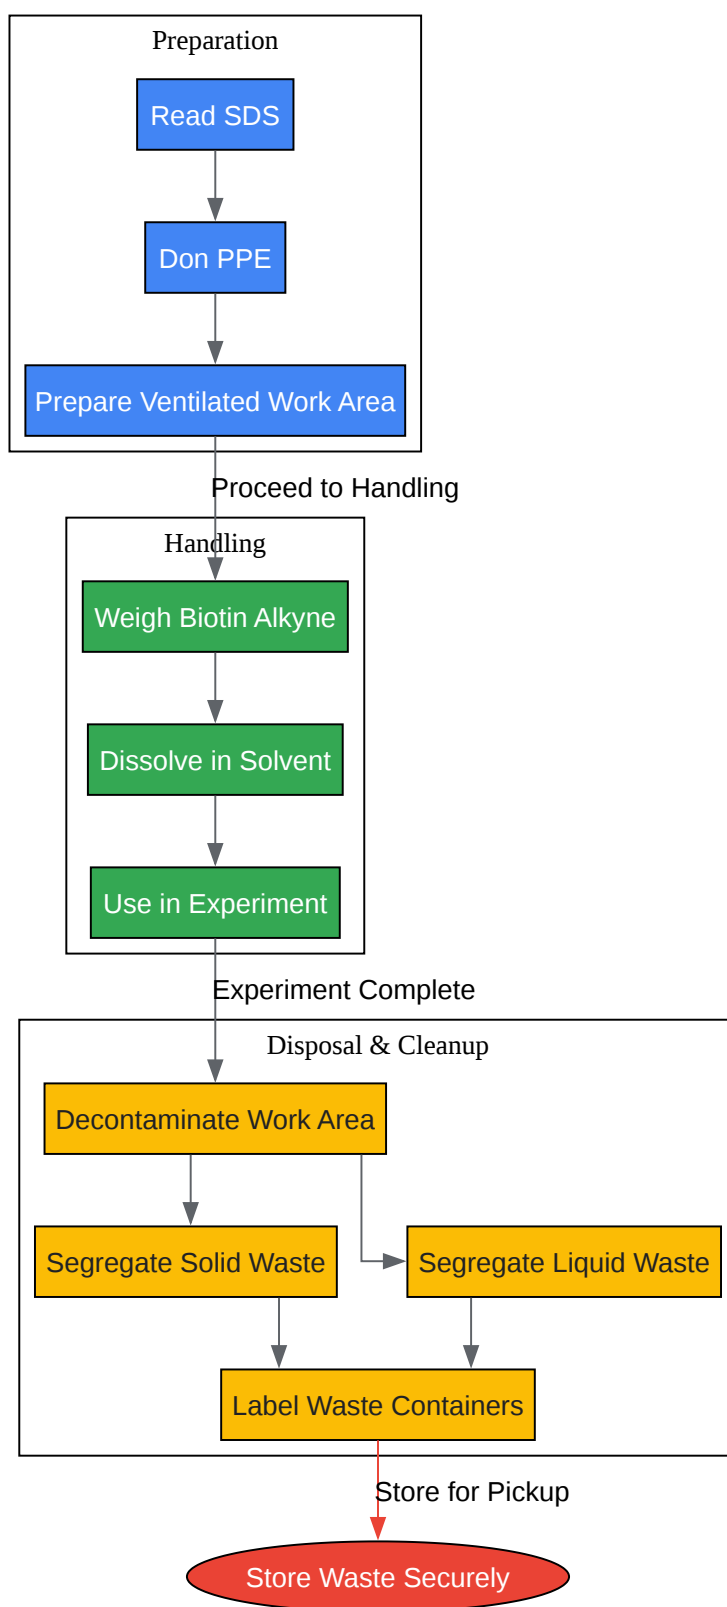 Preparation
Read SDS
Don PPE
Prepare Ventilated Work Area
Proceed to Handling
Handling
Weigh Biotin Alkyne
Dissolve in Solvent
Use in Experiment
Experiment Complete
Disposal & Cleanup
Decontaminate Work Area
Segregate Solid Waste
Segregate Liquid Waste
Label Waste Containers
Store for Pickup
Store Waste Securely